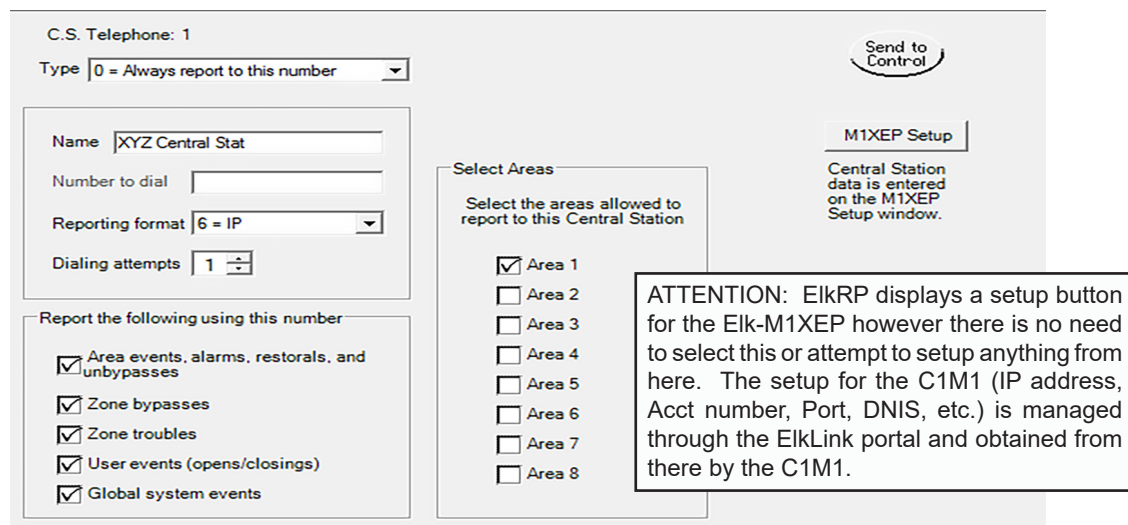 C.S. Telephone: 1
Type 0 = Always report to this number
Send to
Control
Name XYZ Central Stat
Number to dial
Reporting format 6 = IP
Dialing attempts 1
M1XEP Setup
Central Station
data is entered
on the M1XEP
Setup window.
Select Areas
Select the areas allowed to
report to this Central Station
Area 1
Area 2
Area 3
Area 4
Area 5
Area 6
Area 7
Area 8
Report the following using this number
Area events, alarms, restorals, and
unbypasses
Zone bypasses
Zone troubles
User events (opens/closings)
Global system events
ATTENTION: ElkRP displays a setup button
for the Elk-M1XEP however there is no need
to select this or attempt to setup anything from
here. The setup for the C1M1 (IP address,
Acct number, Port, DNIS, etc.) is managed
through the ElkLink portal and obtained from
there by the C1M1.